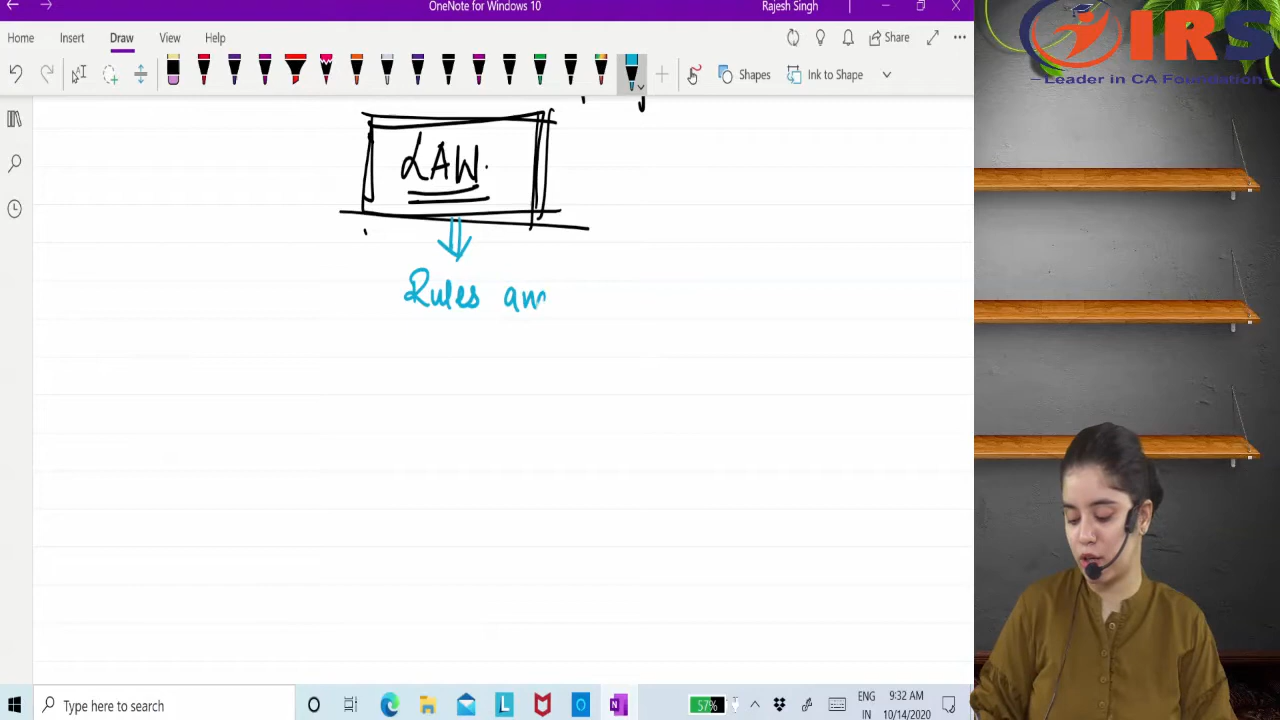 OneNote for Windows 10
Rajesh Singh
Home Insert Draw View Help
Share
Shapes
Ink to Shape
IRS
Leader in CA Foundation
LAW.
Rules an
Type here to search
57%
ENG
IN
9:32 AM
10/14/2020